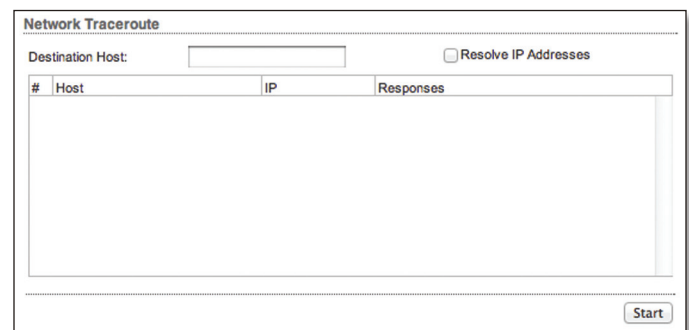 Network Traceroute
Destination Host: Resolve IP Addresses
# Host IP Responses
Start